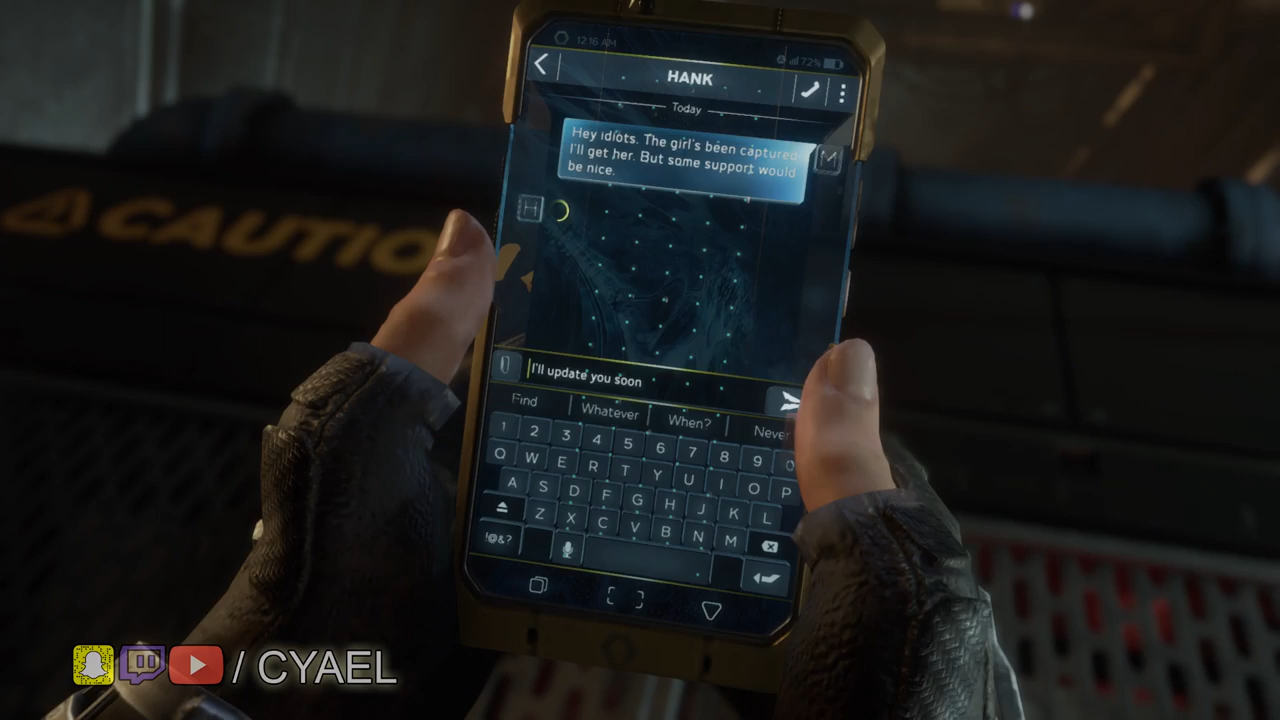 12:16 AM
72%
HANK
Today
Hey idiots. The girl's been captured
I'll get her. But some support would
be nice.
M
H
CAUTIO
I'll update you soon
Find Whatever When? Never
1 2 3 4 5 6 7 8 9 0
Q W E R T Y U I O P
A S D F G H J K L
Z X C V B N M
!@&?
/ CYAEL